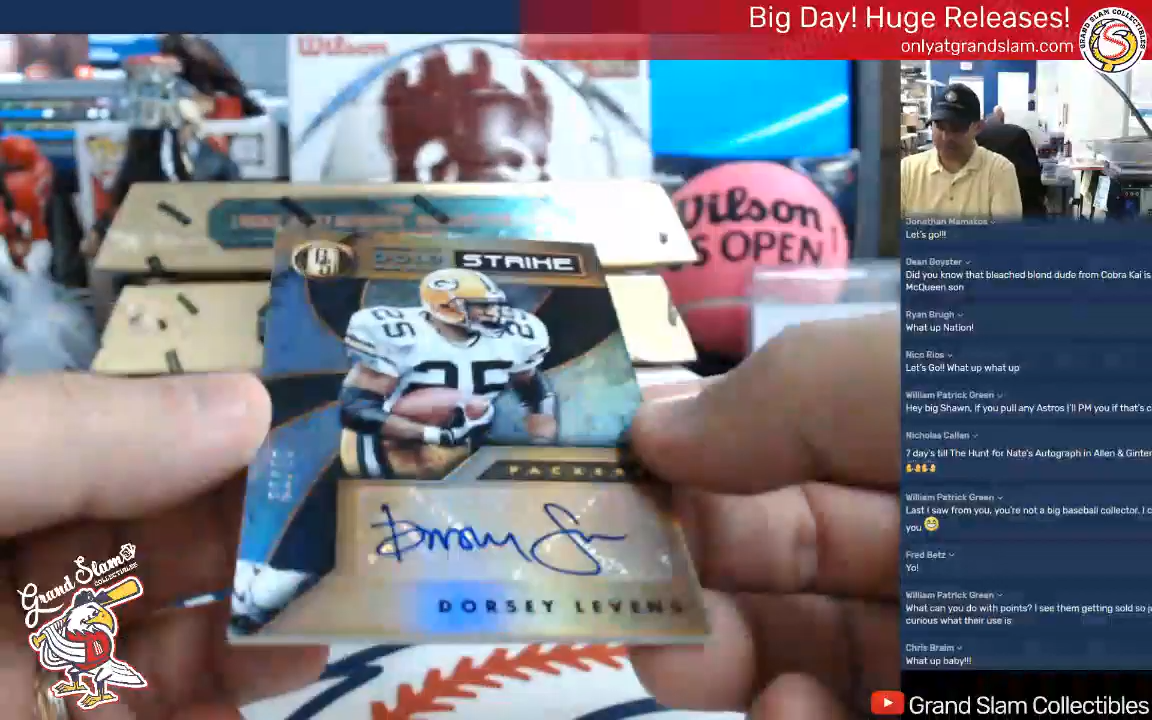 Big Day! Huge Releases!
onlyatgrandslam.com
GRAND SLAM COLLECTIBLES
Wilson
Wilson
US OPEN
GOLD STRIKE
25
25
PACKERS
DORSEY LEVENS
Grand Slam
COLLECTIBLES
Jonathan Mamakos
Let's go!!!
Dean Boyster
Did you know that bleached blond dude from Cobra Kai is
McQueen son
Ryan Brugh
What up Nation!
Nico Rios
Let's Go!! What up what up
William Patrick Green
Hey big Shawn, if you pull any Astros I'll PM you if that's c
Nicholas Callen
7 day's till The Hunt for Nate's Autograph in Allen & Ginter
William Patrick Green
Last I saw from you, you're not a big baseball collector. I c
you
Fred Betz
Yo!
William Patrick Green
What can you do with points? I see them getting sold so j
curious what their use is
Chris Braim
What up baby!!!
Grand Slam Collectibles